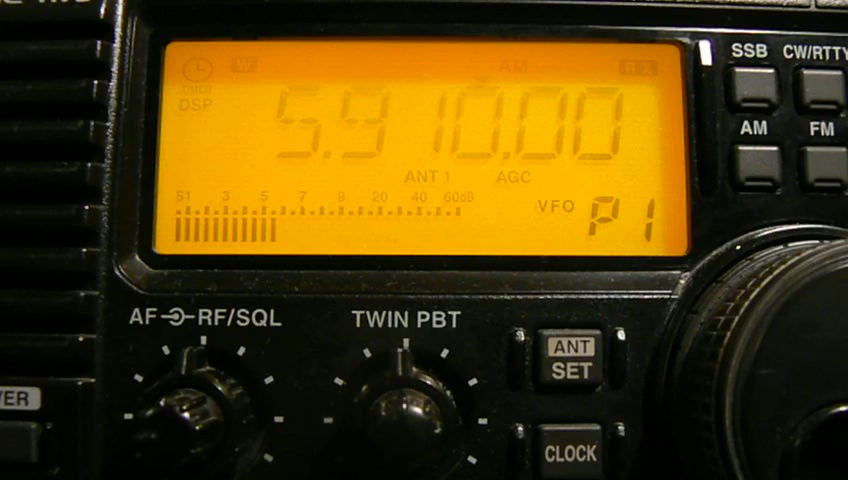 SSB CW/RTTY
W AM RX
TIMER
DSP
5.910.00
AM FM
ANT 1 AGC
S1 3 5 7 9 20 40 60dB
VFO P1
AF RF/SQL TWIN PBT
ANT
SET
CLOCK